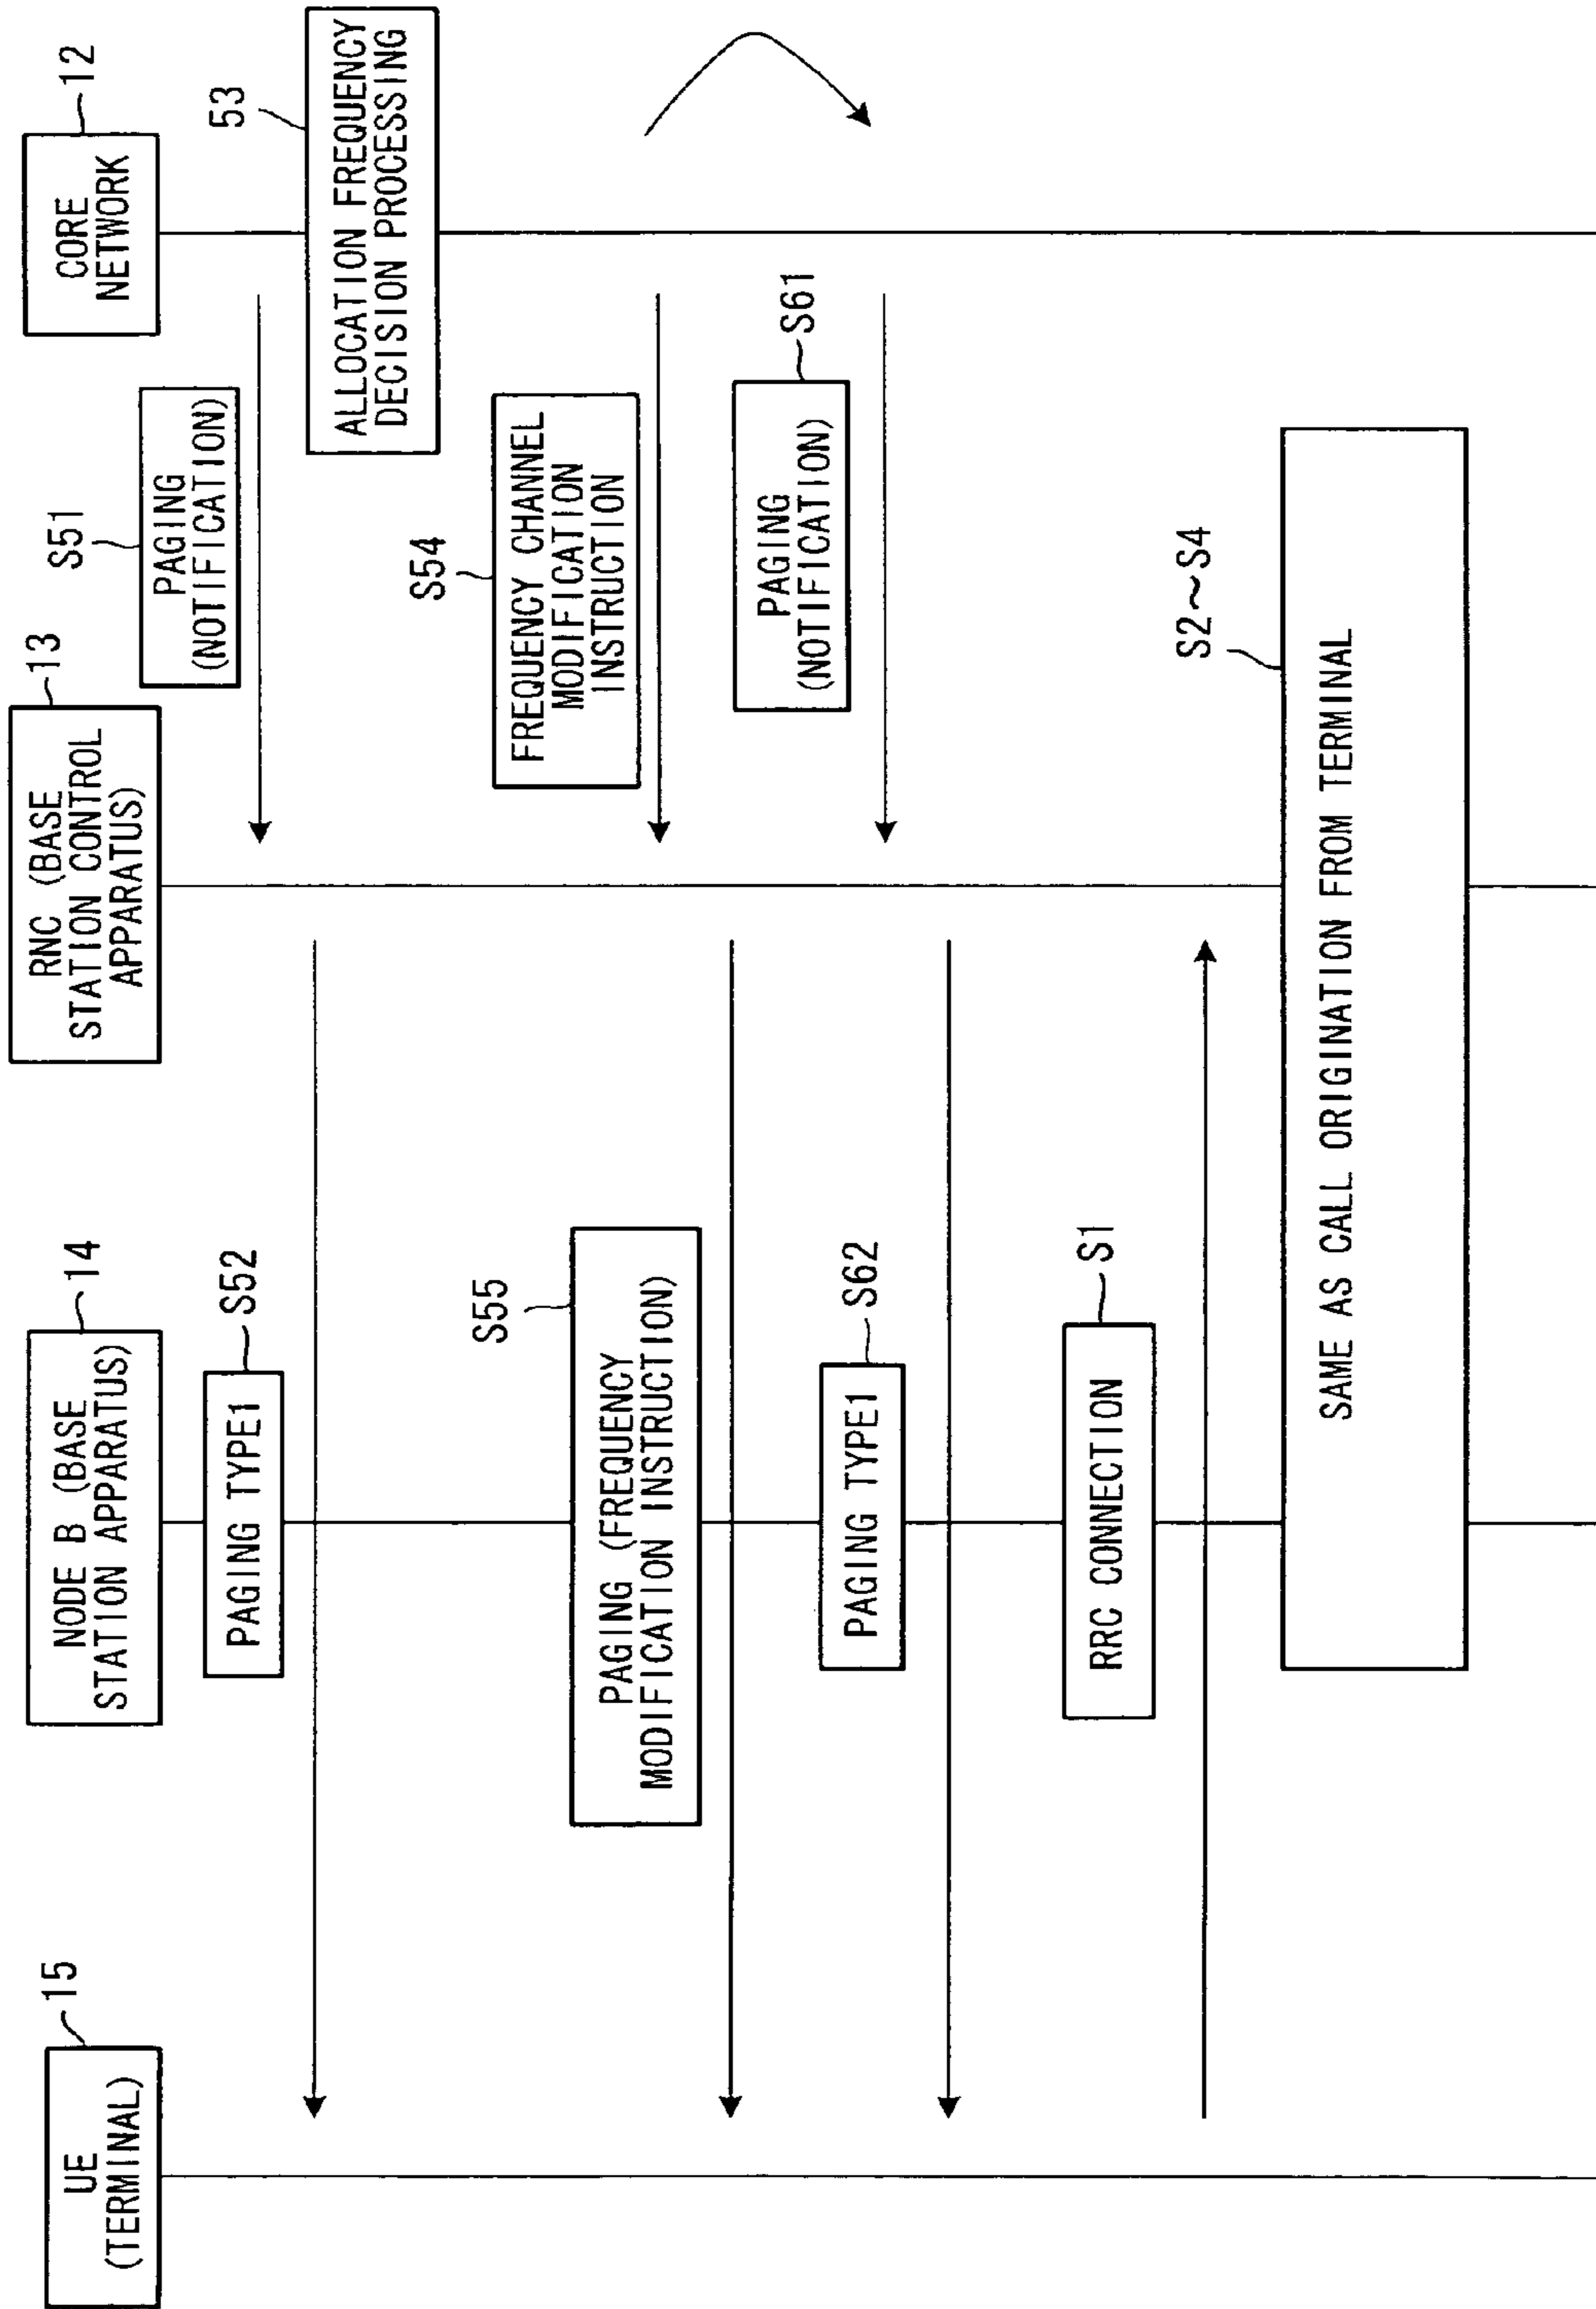 UE
(TERMINAL)
15
NODE B (BASE
STATION APPARATUS)
14
RNC (BASE
STATION CONTROL
APPARATUS)
13
CORE
NETWORK
12
S51
PAGING
(NOTIFICATION)
PAGING TYPE1
S52
53
ALLOCATION FREQUENCY
DECISION PROCESSING
S54
FREQUENCY CHANNEL
MODIFICATION
INSTRUCTION
S55
PAGING (FREQUENCY
MODIFICATION INSTRUCTION)
PAGING
(NOTIFICATION)
S61
PAGING TYPE1
S62
RRC CONNECTION
S1
S2~S4
SAME AS CALL ORIGINATION FROM TERMINAL